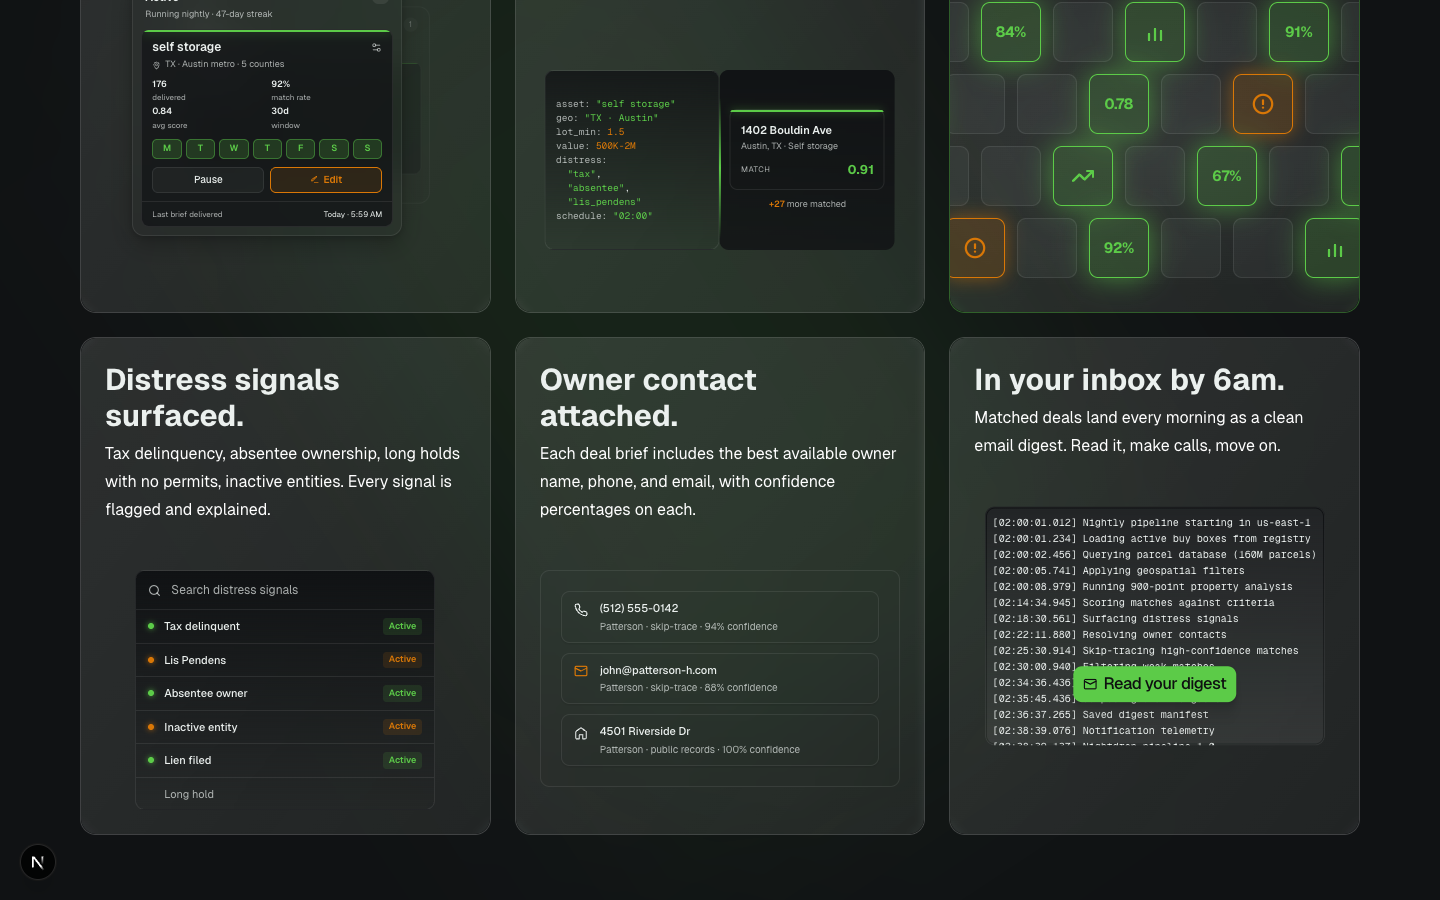 Running nightly · 47-day streak
self storage
TX · Austin metro · 5 counties
176
delivered
92%
match rate
0.84
avg score
30d
window
M T W T F S S
Pause
Edit
Last brief delivered
Today · 5:59 AM
1
asset: "self storage"
geo: "TX · Austin"
lot_min: 1.5
value: 500K-2M
distress:
"tax",
"absentee",
"lis_pendens"
schedule: "02:00"
1402 Bouldin Ave
Austin, TX · Self storage
MATCH
0.91
+27 more matched
84%
91%
0.78
67%
92%
Distress signals
surfaced.
Tax delinquency, absentee ownership, long holds
with no permits, inactive entities. Every signal is
flagged and explained.
Search distress signals
Tax delinquent Active
Lis Pendens Active
Absentee owner Active
Inactive entity Active
Lien filed Active
Long hold
Owner contact
attached.
Each deal brief includes the best available owner
name, phone, and email, with confidence
percentages on each.
(512) 555-0142
Patterson · skip-trace · 94% confidence
john@patterson-h.com
Patterson · skip-trace · 88% confidence
4501 Riverside Dr
Patterson · public records · 100% confidence
In your inbox by 6am.
Matched deals land every morning as a clean
email digest. Read it, make calls, move on.
[02:00:01.012] Nightly pipeline starting in us-east-1
[02:00:01.234] Loading active buy boxes from registry
[02:00:02.456] Querying parcel database (160M parcels)
[02:00:05.741] Applying geospatial filters
[02:00:08.979] Running 900-point property analysis
[02:14:34.945] Scoring matches against criteria
[02:18:30.561] Surfacing distress signals
[02:22:11.880] Resolving owner contacts
[02:25:30.914] Skip-tracing high-confidence matches
[02:30:00.940] Filtering weak matches
[02:34:36.436]
[02:35:45.436]
Read your digest
[02:36:37.265] Saved digest manifest
[02:38:39.076] Notification telemetry
N